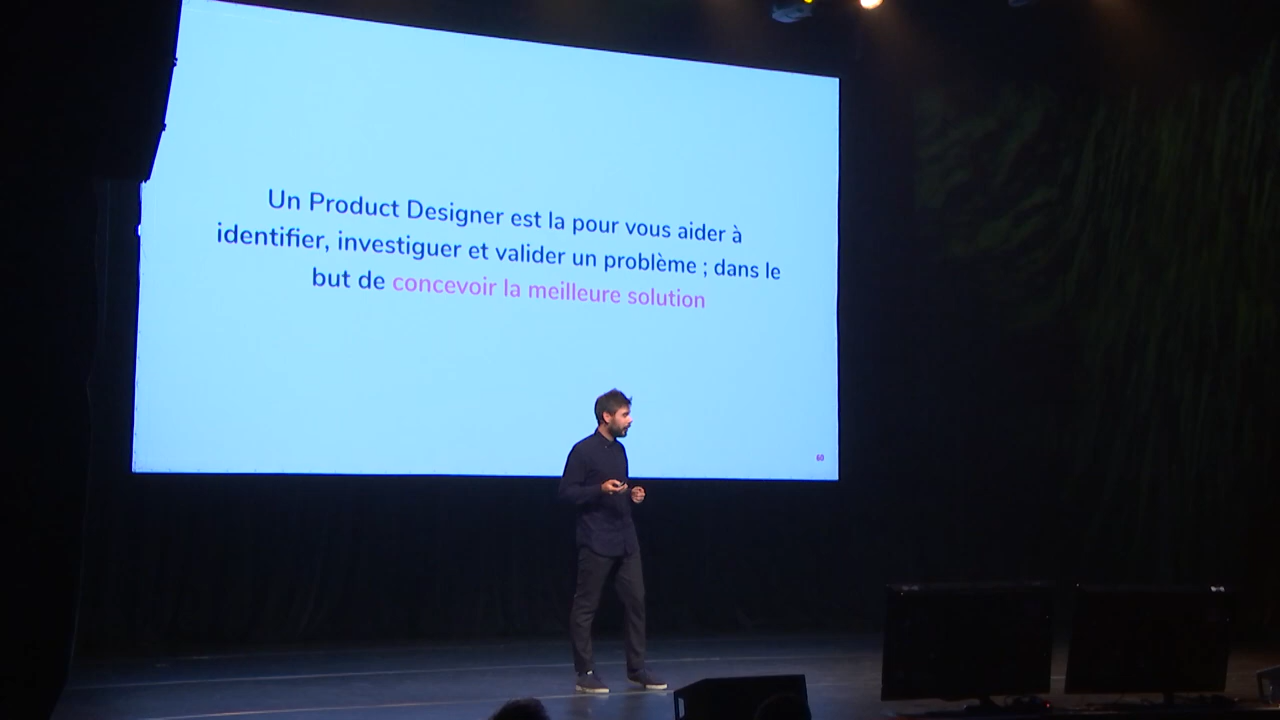 Un Product Designer est la pour vous aider à
identifier, investiguer et valider un problème ; dans le
but de concevoir la meilleure solution
60